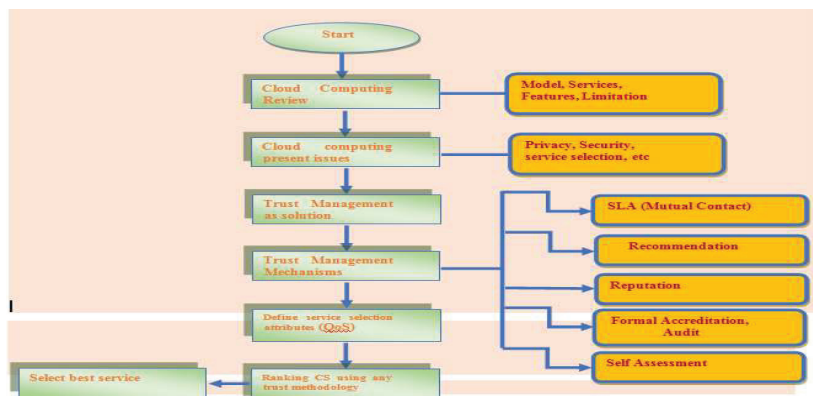 Start
Cloud Computing
Review
Model, Services,
Features, Limitation
Cloud computing
present issues
Privacy, Security,
service selection, etc
Trust Management
as solution
SLA (Mutual Contact)
Trust Management
Mechanisms
Recommendation
Reputation
Define service selection
attributes (QoS)
Formal Accreditation,
Audit
Self Assessment
Select best service
Ranking CS using any
trust methodology